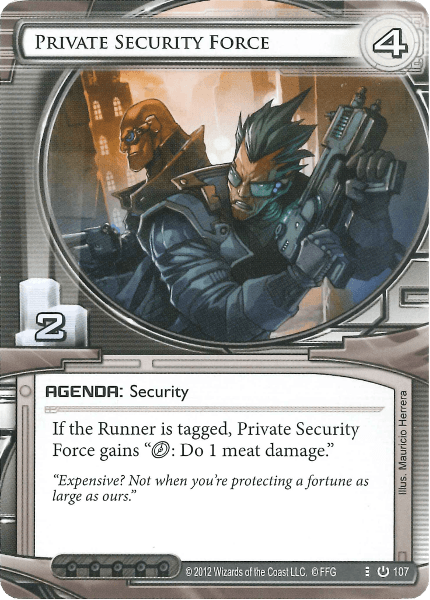 PRIVATE SECURITY FORCE
4
2
AGENDA: Security
If the Runner is tagged, Private Security
Force gains “: Do 1 meat damage.”
“Expensive? Not when you’re protecting a fortune as
large as ours.”
Illus. Mauricio Herrera
© 2012 Wizards of the Coast LLC. © FFG
107